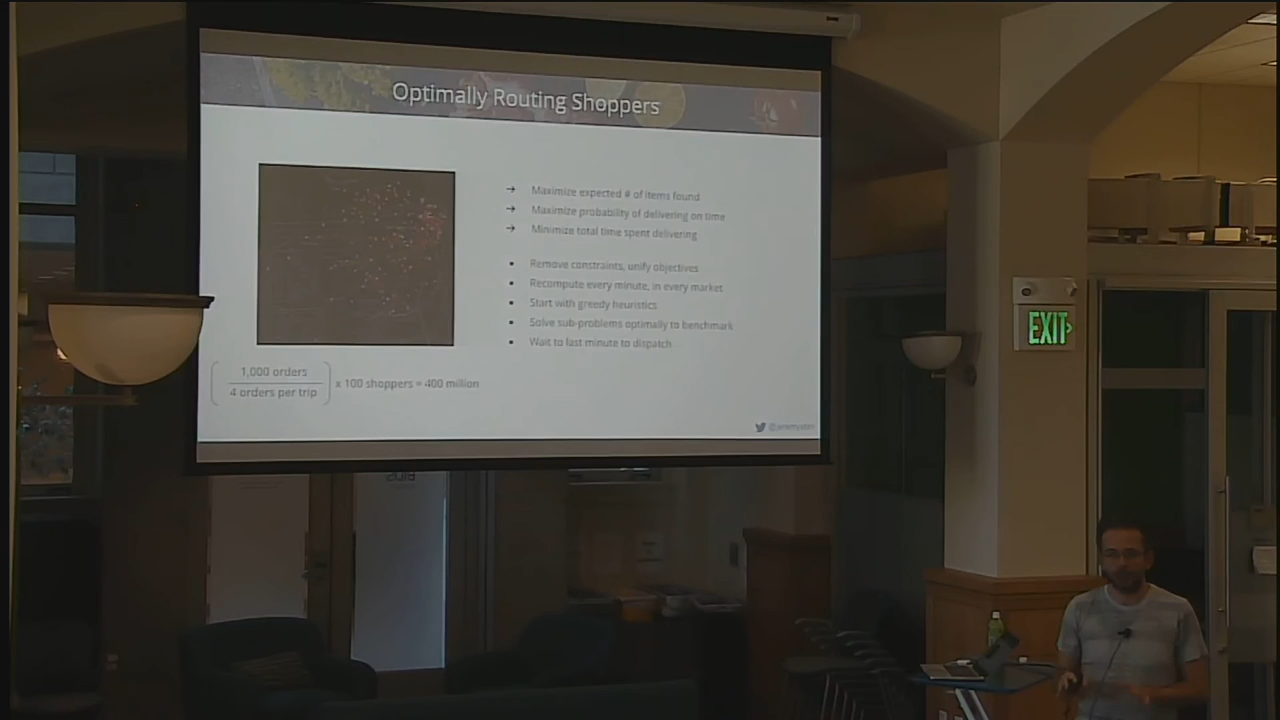 Optimally Routing Shoppers
→ Maximize expected # of items found
→ Maximize probability of delivering on time
→ Minimize total time spent delivering
• Remove constraints, unify objectives
• Recompute every minute, in every market
• Start with greedy heuristics
• Solve sub-problems optimally to benchmark
• Wait to last minute to dispatch
1,000 orders
4 orders per trip
x 100 shoppers = 400 million
EXIT